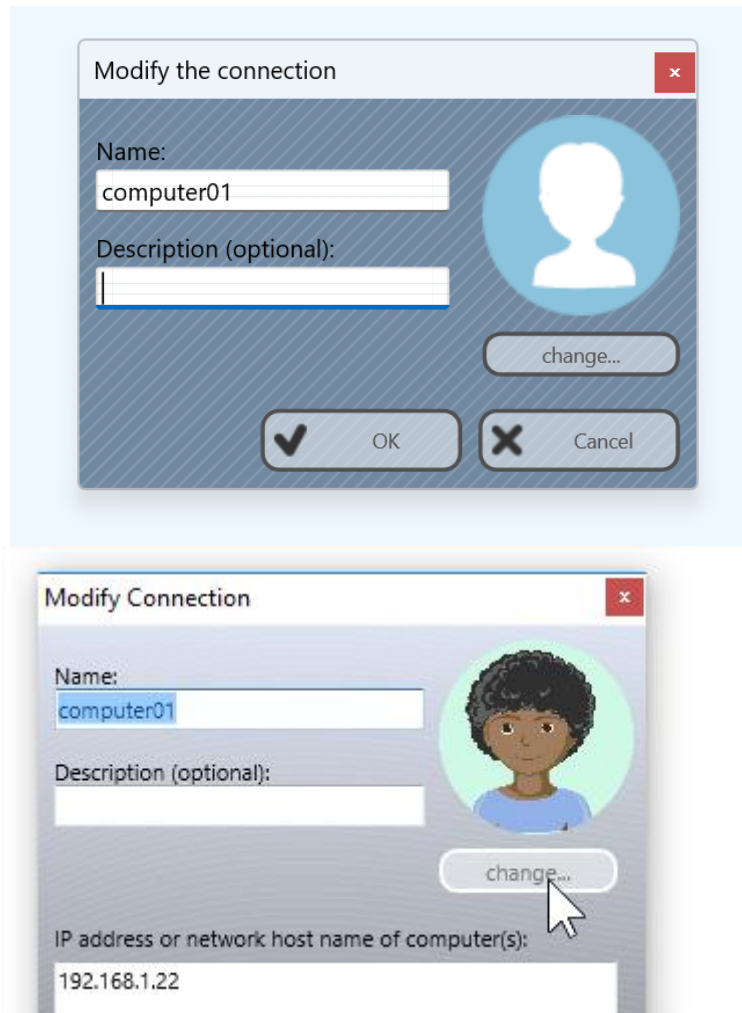 Modify the connection
x
Name:
computer01
Description (optional):
change...
OK
Cancel
Modify Connection
x
Name:
computer01
Description (optional):
change...
IP address or network host name of computer(s):
192.168.1.22